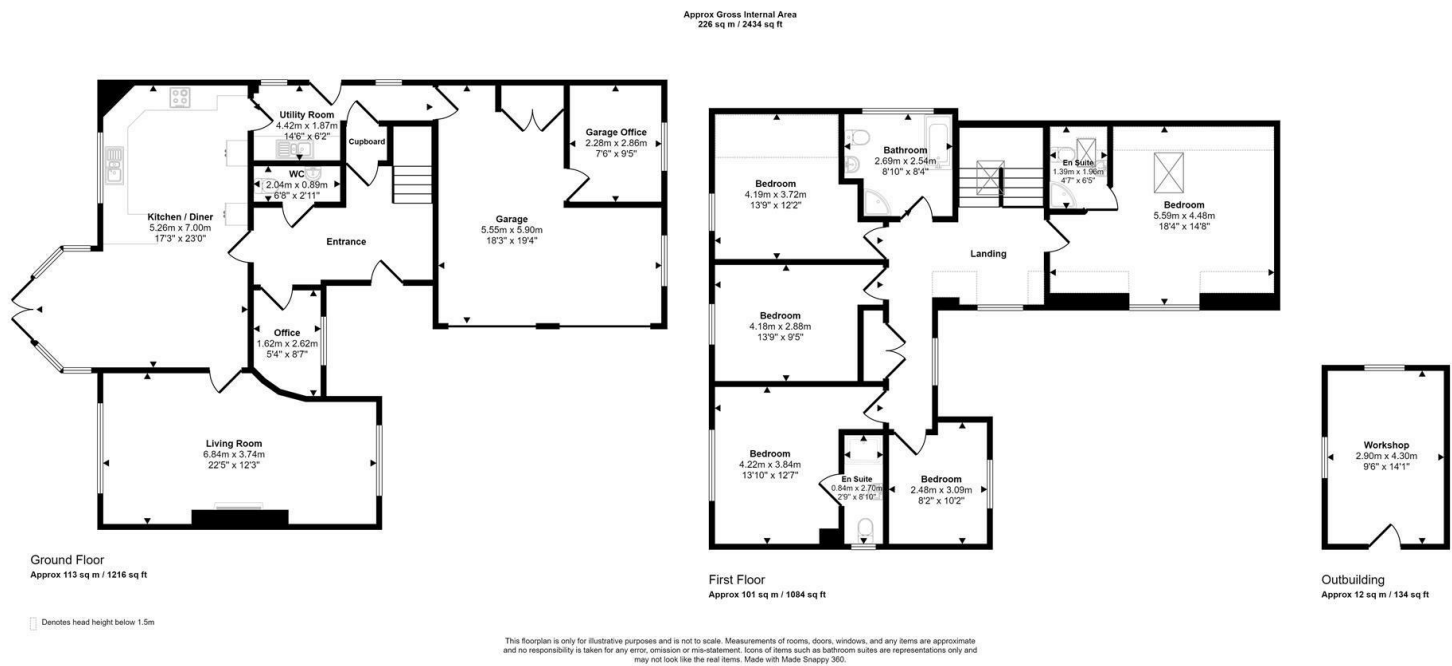 Approx Gross Internal Area
226 sq m / 2434 sq ft
Utility Room
4.42m x 1.87m
14'6" x 6'2"
Cupboard
Garage Office
2.28m x 2.86m
7'6" x 9'5"
WC
2.04m x 0.89m
6'8" x 2'11"
Kitchen / Diner
5.26m x 7.00m
17'3" x 23'0"
Entrance
Garage
5.55m x 5.90m
18'3" x 19'4"
Office
1.62m x 2.62m
5'4" x 8'7"
Living Room
6.84m x 3.74m
22'5" x 12'3"
Ground Floor
Approx 113 sq m / 1216 sq ft
Denotes head height below 1.5m
Bedroom
4.19m x 3.72m
13'9" x 12'2"
Bathroom
2.69m x 2.54m
8'10" x 8'4"
En Suite
1.39m x 1.96m
4'7" x 6'5"
Bedroom
5.59m x 4.48m
18'4" x 14'8"
Landing
Bedroom
4.18m x 2.88m
13'9" x 9'5"
Bedroom
4.22m x 3.84m
13'10" x 12'7"
En Suite
0.84m x 2.70m
2'9" x 8'10"
Bedroom
2.48m x 3.09m
8'2" x 10'2"
First Floor
Approx 101 sq m / 1084 sq ft
Workshop
2.90m x 4.30m
9'6" x 14'1"
Outbuilding
Approx 12 sq m / 134 sq ft
This floorplan is only for illustrative purposes and is not to scale. Measurements of rooms, doors, windows, and any items are approximate
and no responsibility is taken for any error, omission or mis-statement. Icons of items such as bathroom suites are representations only and
may not look like the real items. Made with Made Snappy 360.